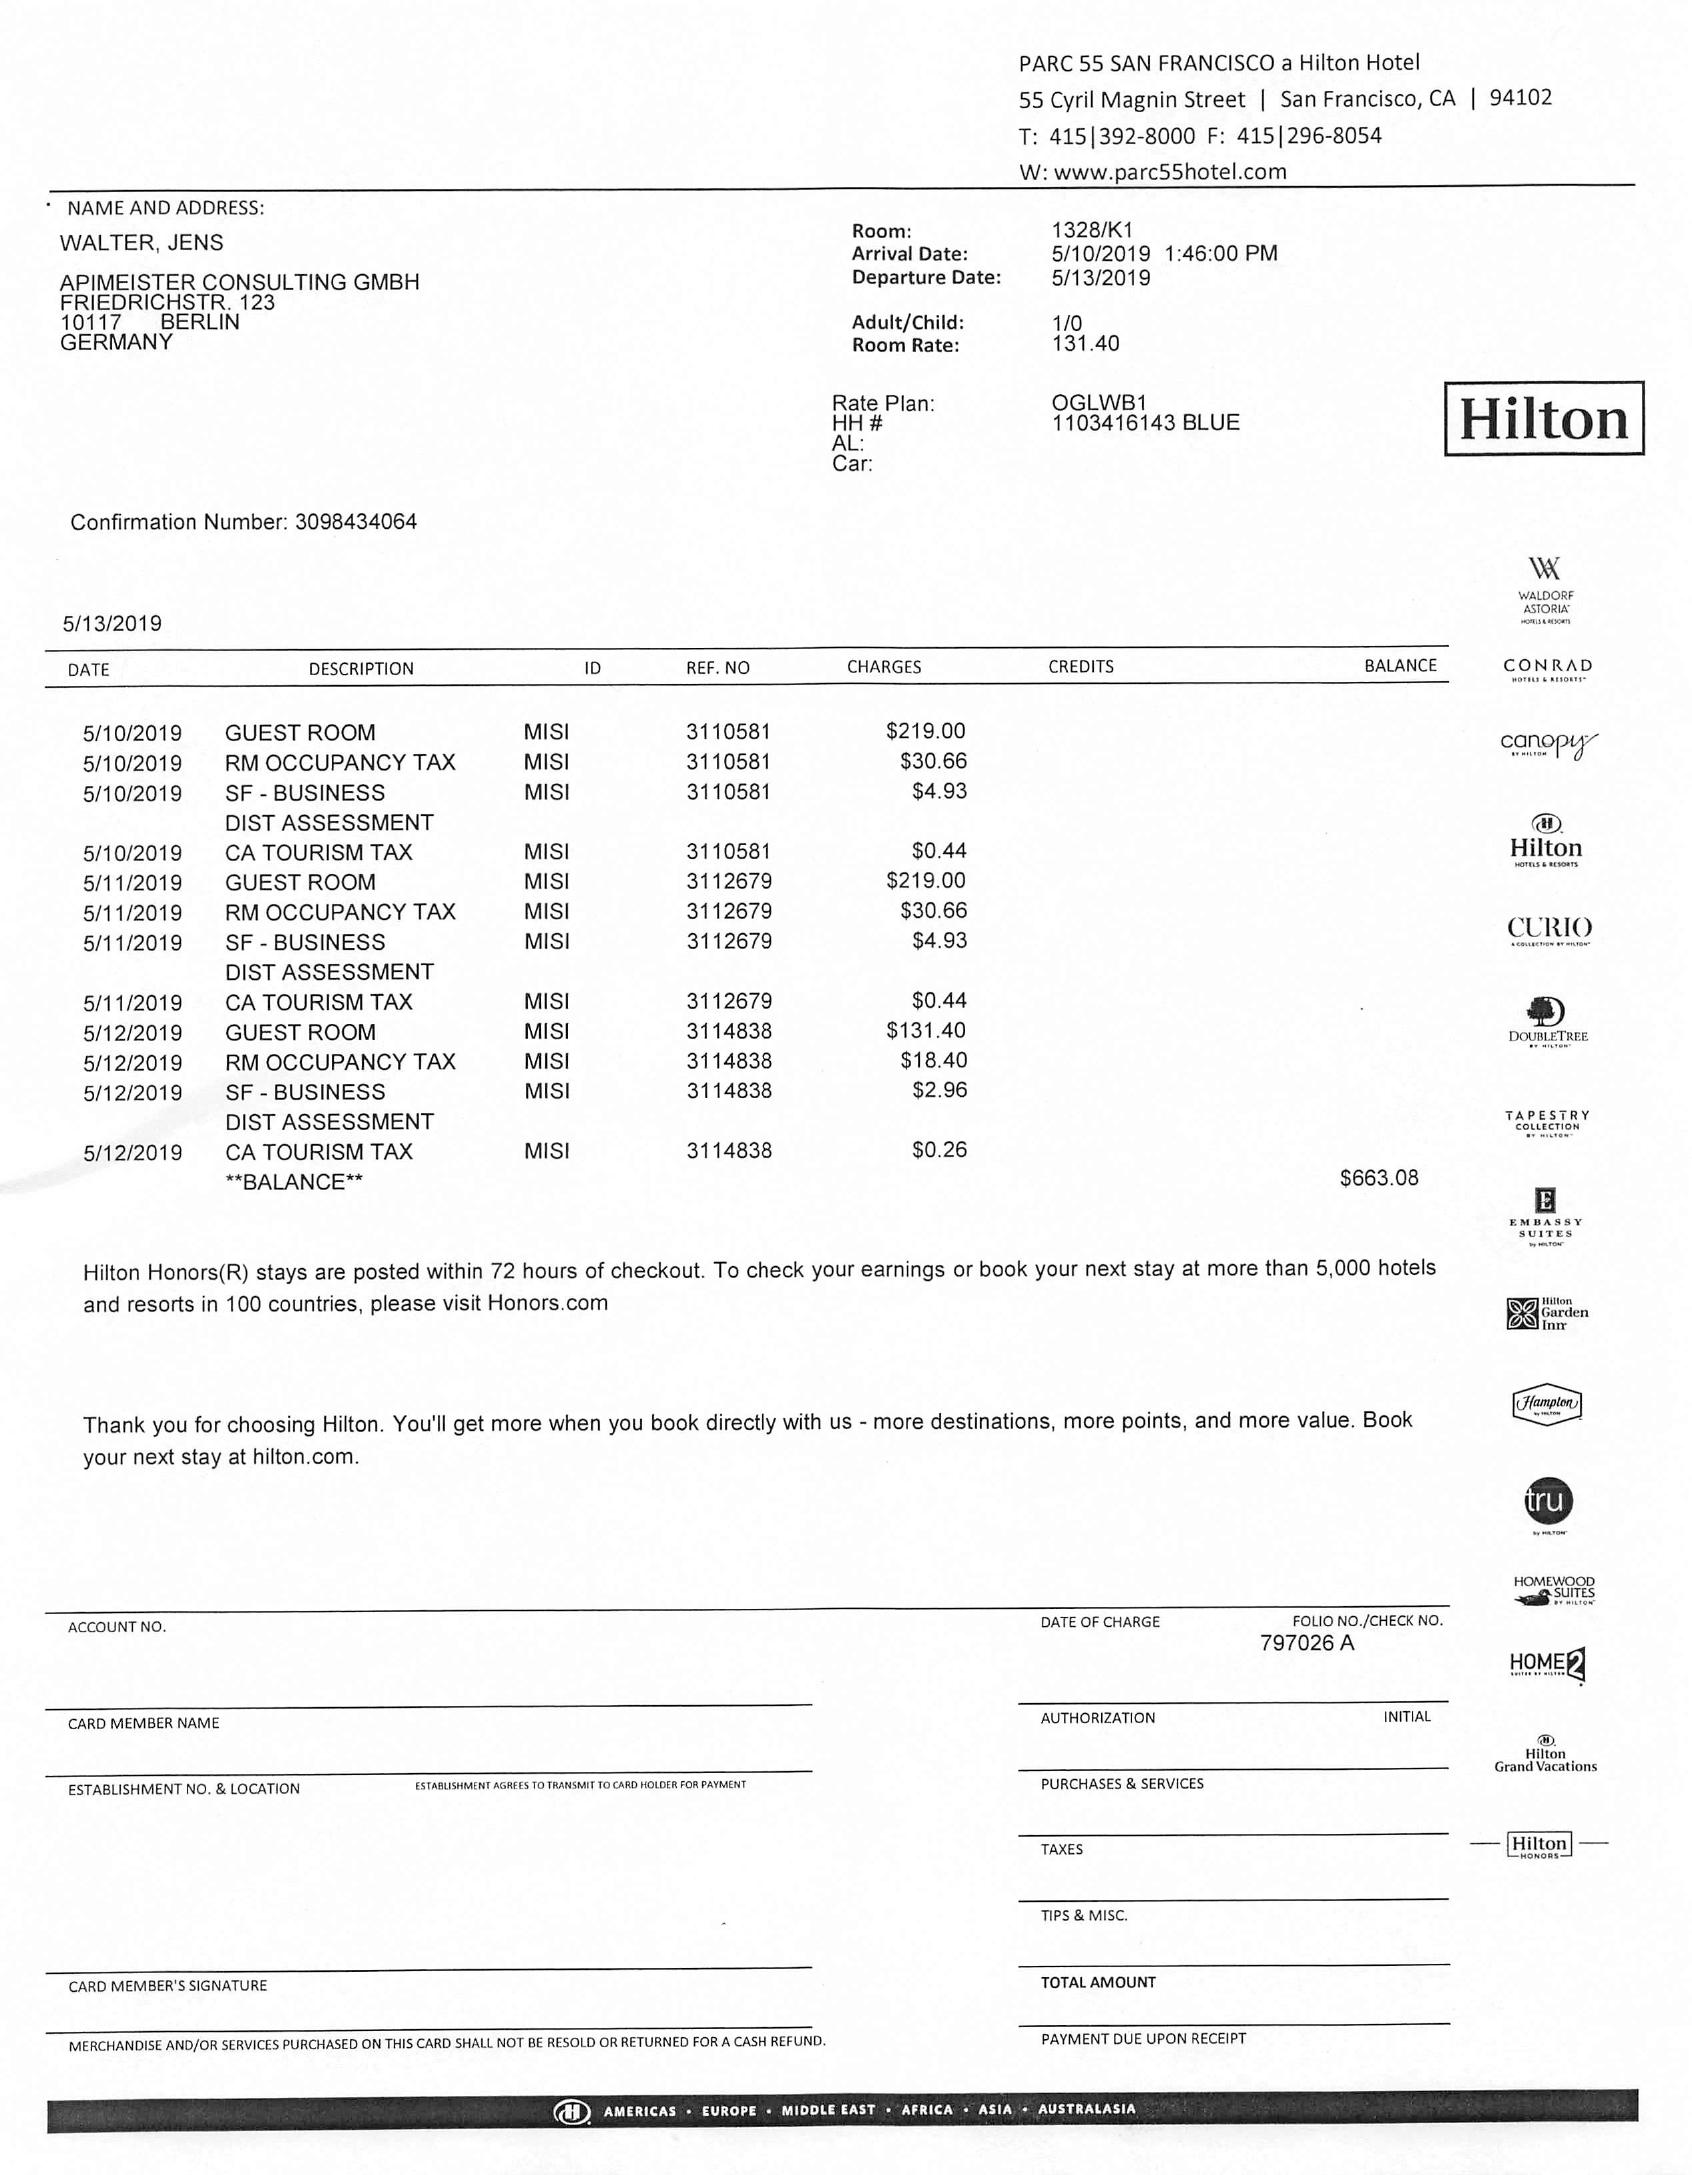 PARC 55 SAN FRANCISCO a Hilton Hotel
55 Cyril Magnin Street | San Francisco, CA | 94102
T: 415|392-8000 F: 415|296-8054
W: www.parc55hotel.com
NAME AND ADDRESS:
WALTER, JENS
APIMEISTER CONSULTING GMBH
FRIEDRICHSTR. 123
10117 BERLIN
GERMANY
Room: 1328/K1
Arrival Date: 5/10/2019 1:46:00 PM
Departure Date: 5/13/2019
Adult/Child: 1/0
Room Rate: 131.40
Rate Plan: OGLWB1
HH # 1103416143 BLUE
AL:
Car:
Hilton
Confirmation Number: 3098434064
5/13/2019
DATE DESCRIPTION ID REF. NO CHARGES CREDITS BALANCE
5/10/2019 GUEST ROOM MISI 3110581 $219.00
5/10/2019 RM OCCUPANCY TAX MISI 3110581 $30.66
5/10/2019 SF - BUSINESS MISI 3110581 $4.93
DIST ASSESSMENT
5/10/2019 CA TOURISM TAX MISI 3110581 $0.44
5/11/2019 GUEST ROOM MISI 3112679 $219.00
5/11/2019 RM OCCUPANCY TAX MISI 3112679 $30.66
5/11/2019 SF - BUSINESS MISI 3112679 $4.93
DIST ASSESSMENT
5/11/2019 CA TOURISM TAX MISI 3112679 $0.44
5/12/2019 GUEST ROOM MISI 3114838 $131.40
5/12/2019 RM OCCUPANCY TAX MISI 3114838 $18.40
5/12/2019 SF - BUSINESS MISI 3114838 $2.96
DIST ASSESSMENT
5/12/2019 CA TOURISM TAX MISI 3114838 $0.26
**BALANCE** $663.08
Hilton Honors(R) stays are posted within 72 hours of checkout. To check your earnings or book your next stay at more than 5,000 hotels
and resorts in 100 countries, please visit Honors.com
Thank you for choosing Hilton. You'll get more when you book directly with us - more destinations, more points, and more value. Book
your next stay at hilton.com.
WALDORF
ASTORIA
HOTELS & RESORTS
CONRAD
HOTELS & RESORTS
canopy
BY HILTON
Hilton
HOTELS & RESORTS
CURIO
A COLLECTION BY HILTON
DOUBLETREE
BY HILTON
TAPESTRY
COLLECTION
BY HILTON
E
EMBASSY
SUITES
by HILTON
Hilton
Garden
Inn
Hampton
by HILTON
tru
by HILTON
HOMEWOOD
SUITES
BY HILTON
HOME2
SUITES BY HILTON
Hilton
Grand Vacations
Hilton
HONORS
ACCOUNT NO.
DATE OF CHARGE FOLIO NO./CHECK NO.
797026 A
CARD MEMBER NAME
AUTHORIZATION INITIAL
ESTABLISHMENT NO. & LOCATION ESTABLISHMENT AGREES TO TRANSMIT TO CARD HOLDER FOR PAYMENT
PURCHASES & SERVICES
TAXES
TIPS & MISC.
CARD MEMBER'S SIGNATURE
TOTAL AMOUNT
MERCHANDISE AND/OR SERVICES PURCHASED ON THIS CARD SHALL NOT BE RESOLD OR RETURNED FOR A CASH REFUND.
PAYMENT DUE UPON RECEIPT
AMERICAS • EUROPE • MIDDLE EAST • AFRICA • ASIA • AUSTRALASIA